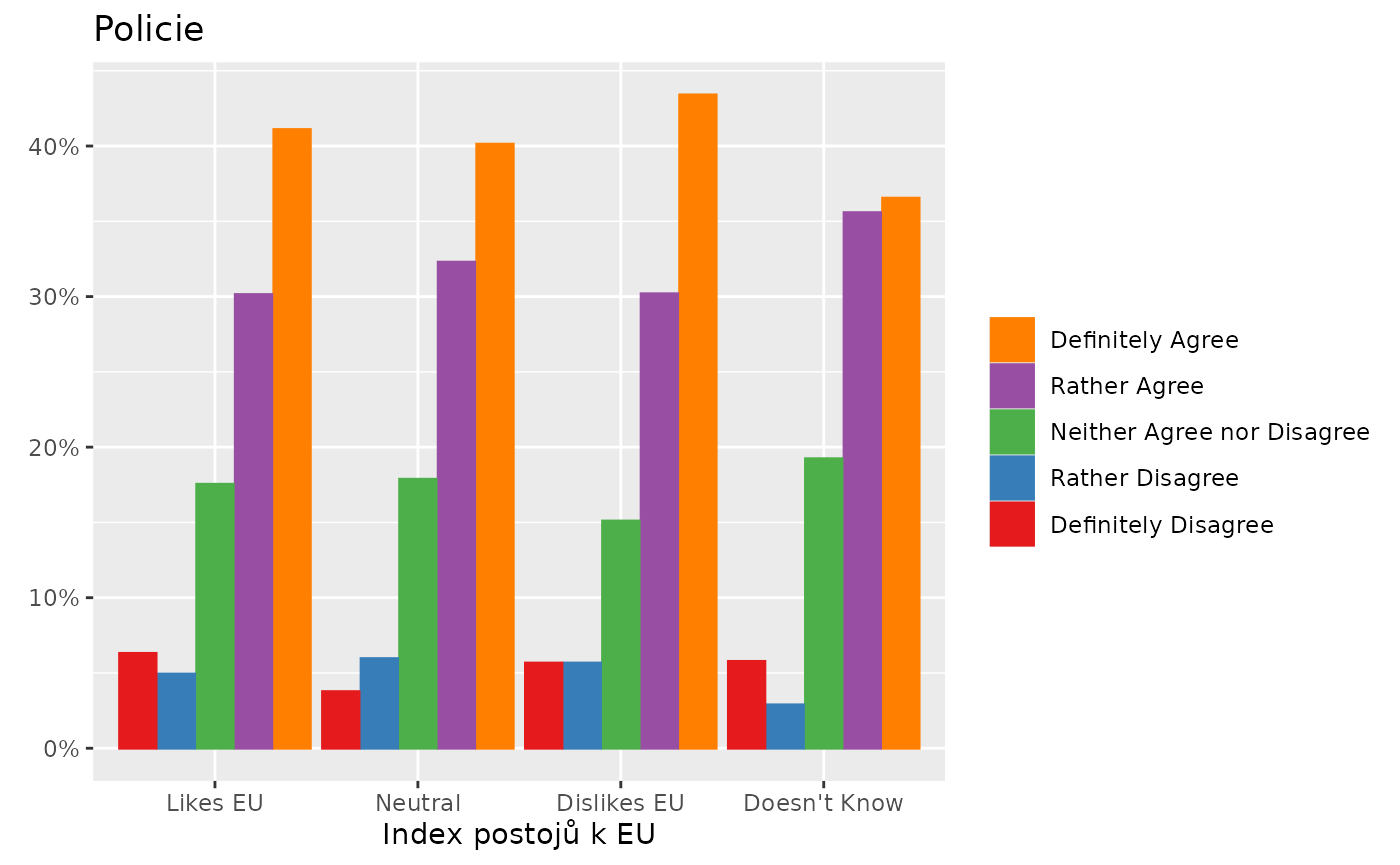 Policie
40%
30%
20%
10%
0%
Likes EU
Neutral
Dislikes EU
Doesn't Know
Index postojů k EU
Definitely Agree
Rather Agree
Neither Agree nor Disagree
Rather Disagree
Definitely Disagree